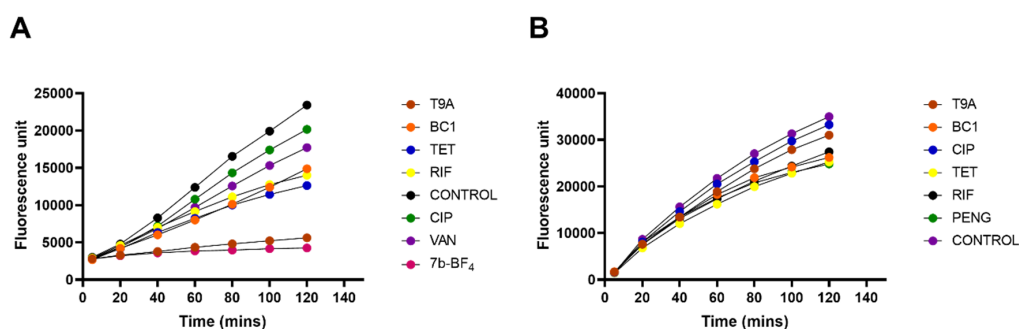 A
Fluorescence unit
25000
20000
15000
10000
5000
0
0 20 40 60 80 100 120 140
Time (mins)
T9A
BC1
TET
RIF
CONTROL
CIP
VAN
7b-BF₄
B
Fluorescence unit
40000
30000
20000
10000
0
0 20 40 60 80 100 120 140
Time (mins)
T9A
BC1
CIP
TET
RIF
PENG
CONTROL